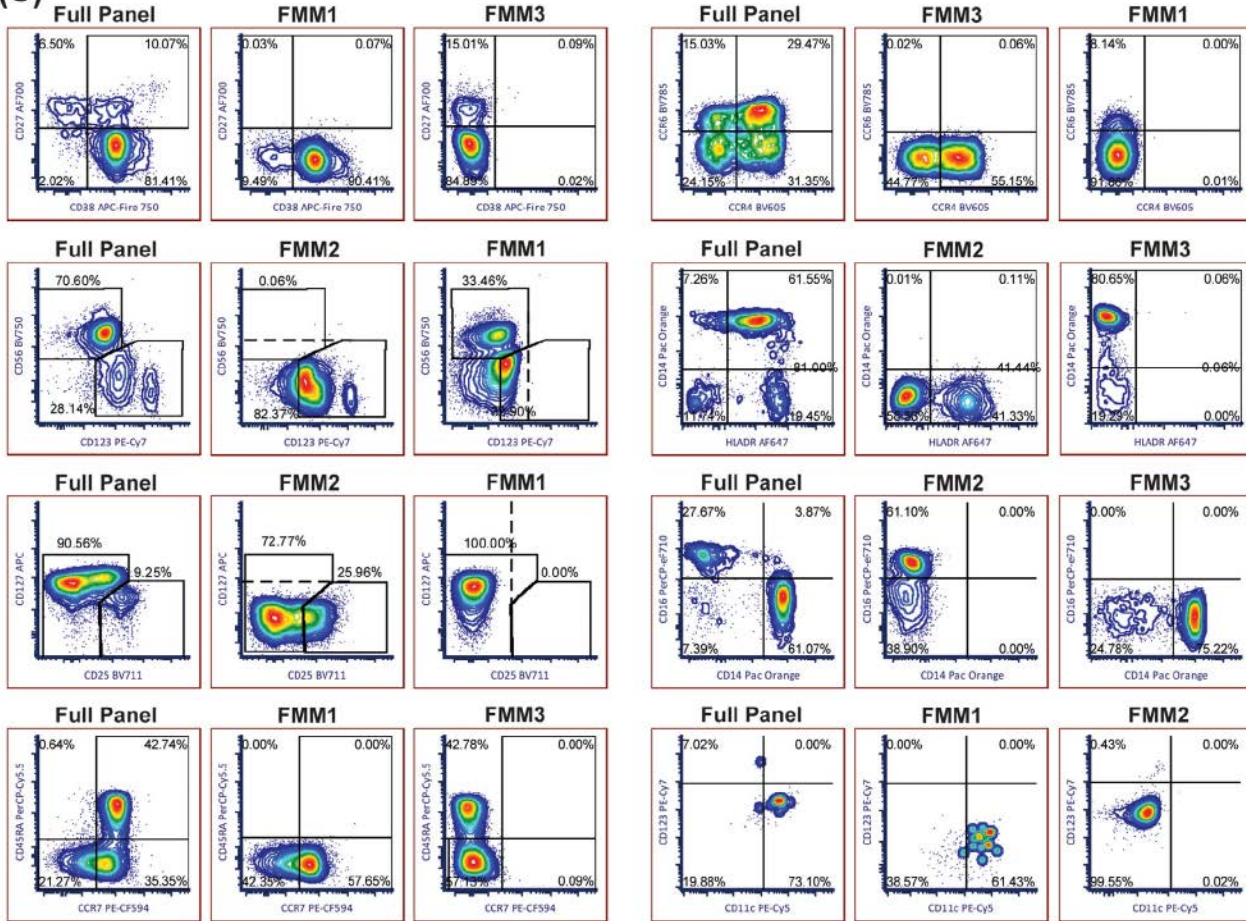 Full Panel FMM1 FMM3 Full Panel FMM3 FMM1
6.50% 10.07% 0.03% 0.07% 15.01% 0.09% 15.03% 29.47% 0.02% 0.06% 8.14% 0.00%
CD27 AF700 CD27 AF700 CD27 AF700 CCR6 BV785 CCR6 BV785 CCR6 BV785
2.02% 81.41% 9.49% 90.41% 84.89% 0.02% 24.15% 31.35% 44.77% 55.15% 0.01%
CD38 APC-Fire 750 CD38 APC-Fire 750 CD38 APC-Fire 750 CCR4 BV605 CCR4 BV605 CCR4 BV605
Full Panel FMM2 FMM1 Full Panel FMM2 FMM3
70.60% 0.06% 33.46% 7.26% 61.55% 0.01% 0.11% 80.65% 0.06%
CD56 BV750 CD56 BV750 CD56 BV750 CD14 Pac Orange CD14 Pac Orange CD14 Pac Orange
81.00% 41.44% 0.06%
28.14% 82.37% 19.45% 41.33% 19.23% 0.00%
CD123 PE-Cy7 CD123 PE-Cy7 CD123 PE-Cy7 HLADR AF647 HLADR AF647 HLADR AF647
Full Panel FMM2 FMM1 Full Panel FMM2 FMM3
90.56% 72.77% 100.00% 27.67% 3.87% 61.10% 0.00% 0.00% 0.00%
9.25% 25.96% 0.00%
CD127 APC CD127 APC CD127 APC CD16 PerCP-eF710 CD16 PerCP-eF710 CD16 PerCP-eF710
7.39% 61.07% 38.90% 0.00% 24.78% 75.22%
CD25 BV711 CD25 BV711 CD25 BV711 CD14 Pac Orange CD14 Pac Orange CD14 Pac Orange
Full Panel FMM1 FMM3 Full Panel FMM1 FMM2
0.64% 42.74% 0.00% 0.00% 42.78% 0.00% 7.02% 0.00% 0.00% 0.00% 0.43% 0.00%
CD45RA PerCP-Cy5.5 CD45RA PerCP-Cy5.5 CD45RA PerCP-Cy5.5 CD123 PE-Cy7 CD123 PE-Cy7 CD123 PE-Cy7
21.27% 35.35% 42.35% 57.65% 57.13% 0.09% 19.88% 73.10% 38.57% 61.43% 99.55% 0.02%
CCR7 PE-CF594 CCR7 PE-CF594 CCR7 PE-CF594 CD11c PE-Cy5 CD11c PE-Cy5 CD11c PE-Cy5